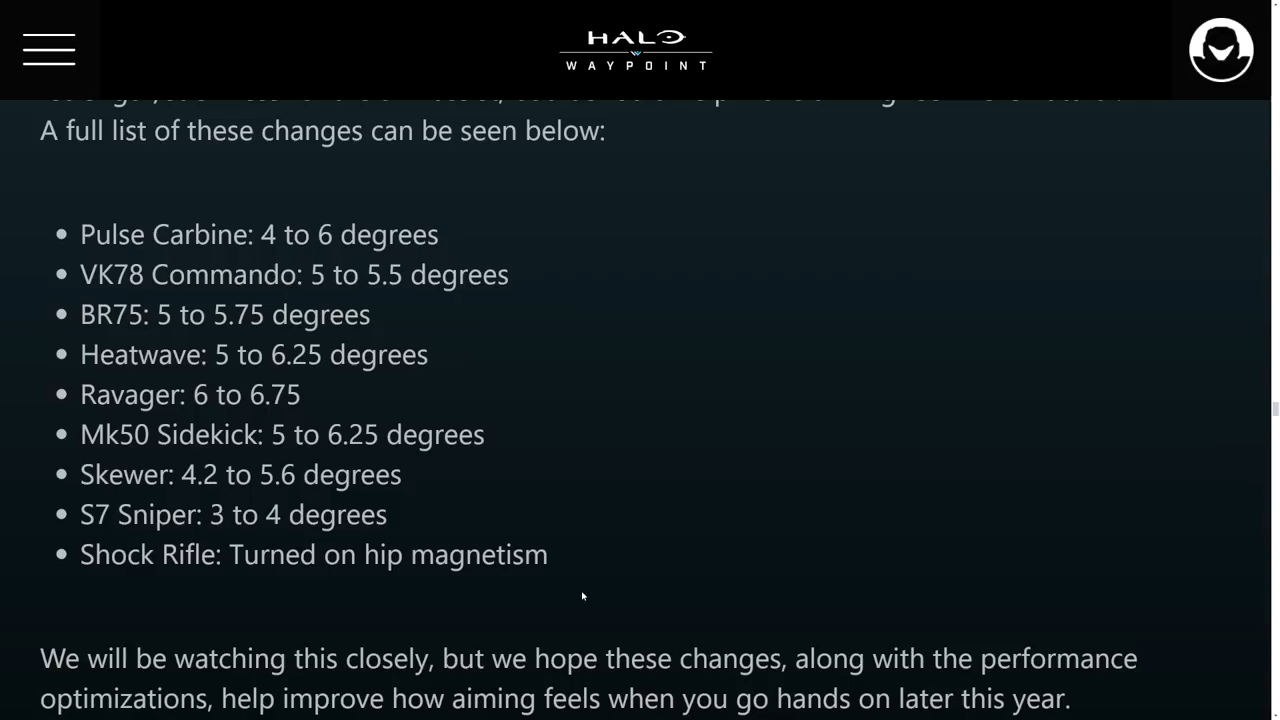 HALO
WAYPOINT
A full list of these changes can be seen below:
• Pulse Carbine: 4 to 6 degrees
• VK78 Commando: 5 to 5.5 degrees
• BR75: 5 to 5.75 degrees
• Heatwave: 5 to 6.25 degrees
• Ravager: 6 to 6.75
• Mk50 Sidekick: 5 to 6.25 degrees
• Skewer: 4.2 to 5.6 degrees
• S7 Sniper: 3 to 4 degrees
• Shock Rifle: Turned on hip magnetism
We will be watching this closely, but we hope these changes, along with the performance
optimizations, help improve how aiming feels when you go hands on later this year.